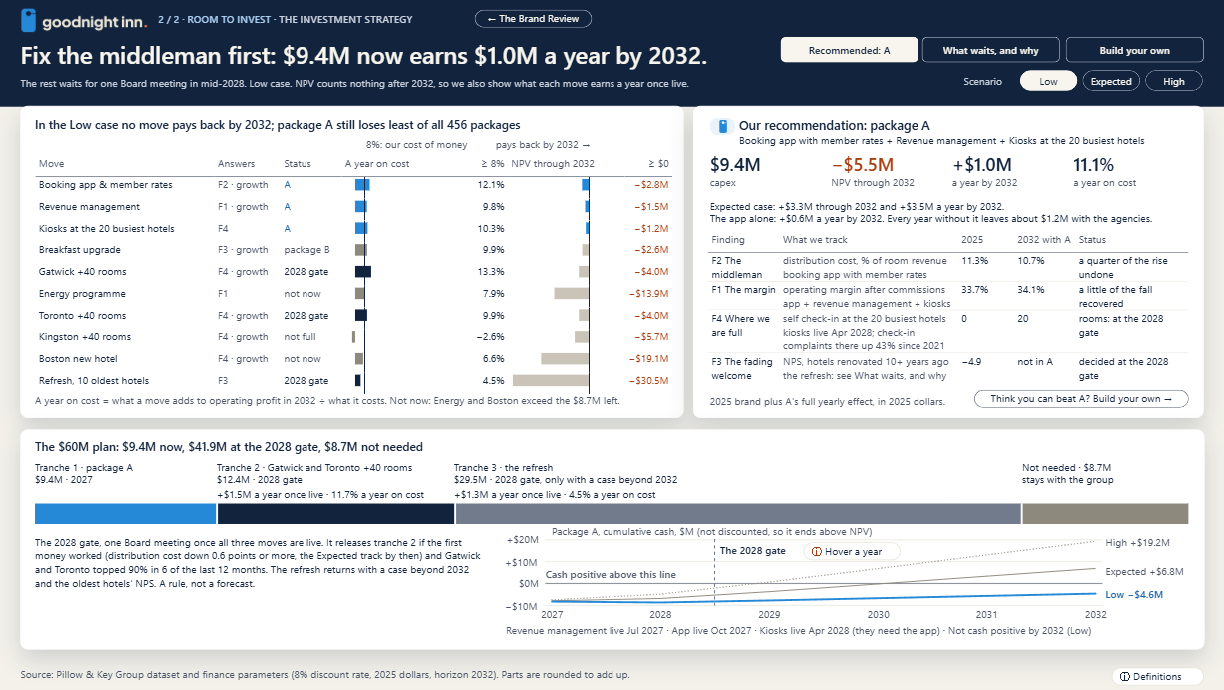 goodnight inn.
2 / 2 · ROOM TO INVEST · THE INVESTMENT STRATEGY
← The Brand Review
Fix the middleman first: $9.4M now earns $1.0M a year by 2032.
The rest waits for one Board meeting in mid-2028. Low case. NPV counts nothing after 2032, so we also show what each move earns a year once live.
Recommended: A
What waits, and why
Build your own
Scenario
Low
Expected
High
In the Low case no move pays back by 2032; package A still loses least of all 456 packages
8%: our cost of money
pays back by 2032 →
Move Answers Status A year on cost ≥ 8% NPV through 2032 ≥ $0
Booking app & member rates F2 · growth A 12.1% −$2.8M
Revenue management F1 · growth A 9.8% −$1.5M
Kiosks at the 20 busiest hotels F4 A 10.3% −$1.2M
Breakfast upgrade F3 · growth package B 9.9% −$2.6M
Gatwick +40 rooms F4 · growth 2028 gate 13.3% −$4.0M
Energy programme F1 not now 7.9% −$13.9M
Toronto +40 rooms F4 · growth 2028 gate 9.9% −$4.0M
Kingston +40 rooms F4 · growth not full −2.6% −$5.7M
Boston new hotel F4 · growth not now 6.6% −$19.1M
Refresh, 10 oldest hotels F3 2028 gate 4.5% −$30.5M
A year on cost = what a move adds to operating profit in 2032 ÷ what it costs. Not now: Energy and Boston exceed the $8.7M left.
Our recommendation: package A
Booking app with member rates + Revenue management + Kiosks at the 20 busiest hotels
$9.4M −$5.5M +$1.0M 11.1%
capex NPV through 2032 a year by 2032 a year on cost
Expected case: +$3.3M through 2032 and +$3.5M a year by 2032.
The app alone: +$0.6M a year by 2032. Every year without it leaves about $1.2M with the agencies.
Finding What we track 2025 2032 with A Status
F2 The middleman distribution cost, % of room revenue 11.3% 10.7% a quarter of the rise undone
booking app with member rates
F1 The margin operating margin after commissions 33.7% 34.1% a little of the fall recovered
app + revenue management + kiosks
F4 Where we are full self check-in at the 20 busiest hotels 0 20 rooms: at the 2028 gate
kiosks live Apr 2028; check-in
complaints there up 43% since 2021
F3 The fading welcome NPS, hotels renovated 10+ years ago −4.9 not in A decided at the 2028 gate
the refresh: see What waits, and why
2025 brand plus A's full yearly effect, in 2025 dollars.
Think you can beat A? Build your own →
The $60M plan: $9.4M now, $41.9M at the 2028 gate, $8.7M not needed
Tranche 1 · package A
$9.4M · 2027
Tranche 2 · Gatwick and Toronto +40 rooms
$12.4M · 2028 gate
+$1.5M a year once live · 11.7% a year on cost
Tranche 3 · the refresh
$29.5M · 2028 gate, only with a case beyond 2032
+$1.3M a year once live · 4.5% a year on cost
Not needed · $8.7M
stays with the group
The 2028 gate, one Board meeting once all three moves are live. It releases tranche 2 if the first
money worked (distribution cost down 0.6 points or more, the Expected track by then) and Gatwick
and Toronto topped 90% in 6 of the last 12 months. The refresh returns with a case beyond 2032
and the oldest hotels' NPS. A rule, not a forecast.
Package A, cumulative cash, $M (not discounted, so it ends above NPV)
+$20M
+$10M
$0M
−$10M
The 2028 gate
Hover a year
Cash positive above this line
High +$19.2M
Expected +$6.8M
Low −$4.6M
2027 2028 2029 2030 2031 2032
Revenue management live Jul 2027 · App live Oct 2027 · Kiosks live Apr 2028 (they need the app) · Not cash positive by 2032 (Low)
Source: Pillow & Key Group dataset and finance parameters (8% discount rate, 2025 dollars, horizon 2032). Parts are rounded to add up.
Definitions